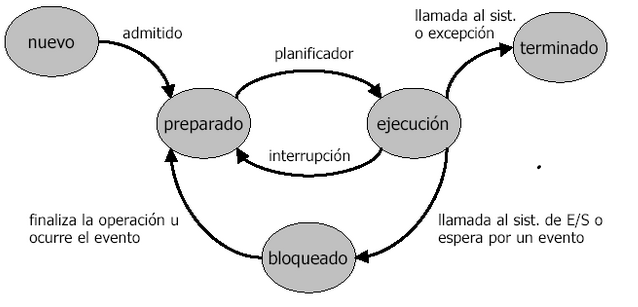 llamada al sist.
o excepción
nuevo
admitido
planificador
terminado
preparado
ejecución
interrupción
finaliza la operación u
ocurre el evento
llamada al sist. de E/S o
espera por un evento
bloqueado